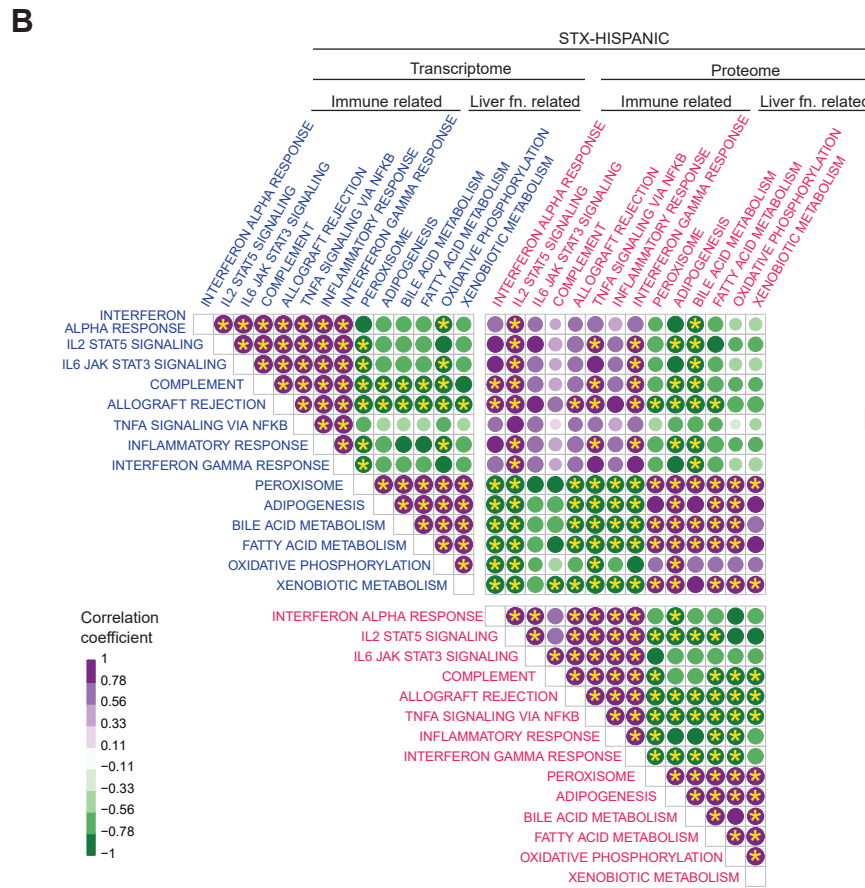 B
STX-HISPANIC
Transcriptome
Proteome
Immune related
Liver fn. related
Immune related
Liver fn. related
INTERFERON ALPHA RESPONSE
IL2 STAT5 SIGNALING
IL6 JAK STAT3 SIGNALING
COMPLEMENT
ALLOGRAFT REJECTION
TNFA SIGNALING VIA NFKB
INFLAMMATORY RESPONSE
INTERFERON GAMMA RESPONSE
PEROXISOME
ADIPOGENESIS
BILE ACID METABOLISM
FATTY ACID METABOLISM
OXIDATIVE PHOSPHORYLATION
XENOBIOTIC METABOLISM
INTERFERON ALPHA RESPONSE
IL2 STAT5 SIGNALING
IL6 JAK STAT3 SIGNALING
COMPLEMENT
ALLOGRAFT REJECTION
TNFA SIGNALING VIA NFKB
INFLAMMATORY RESPONSE
INTERFERON GAMMA RESPONSE
PEROXISOME
ADIPOGENESIS
BILE ACID METABOLISM
FATTY ACID METABOLISM
OXIDATIVE PHOSPHORYLATION
XENOBIOTIC METABOLISM
INTERFERON
ALPHA RESPONSE
IL2 STAT5 SIGNALING
IL6 JAK STAT3 SIGNALING
COMPLEMENT
ALLOGRAFT REJECTION
TNFA SIGNALING VIA NFKB
INFLAMMATORY RESPONSE
INTERFERON GAMMA RESPONSE
PEROXISOME
ADIPOGENESIS
BILE ACID METABOLISM
FATTY ACID METABOLISM
OXIDATIVE PHOSPHORYLATION
XENOBIOTIC METABOLISM
INTERFERON ALPHA RESPONSE
IL2 STAT5 SIGNALING
IL6 JAK STAT3 SIGNALING
COMPLEMENT
ALLOGRAFT REJECTION
TNFA SIGNALING VIA NFKB
INFLAMMATORY RESPONSE
INTERFERON GAMMA RESPONSE
PEROXISOME
ADIPOGENESIS
BILE ACID METABOLISM
FATTY ACID METABOLISM
OXIDATIVE PHOSPHORYLATION
XENOBIOTIC METABOLISM
Correlation
coefficient
1
0.78
0.56
0.33
0.11
−0.11
−0.33
−0.56
−0.78
−1